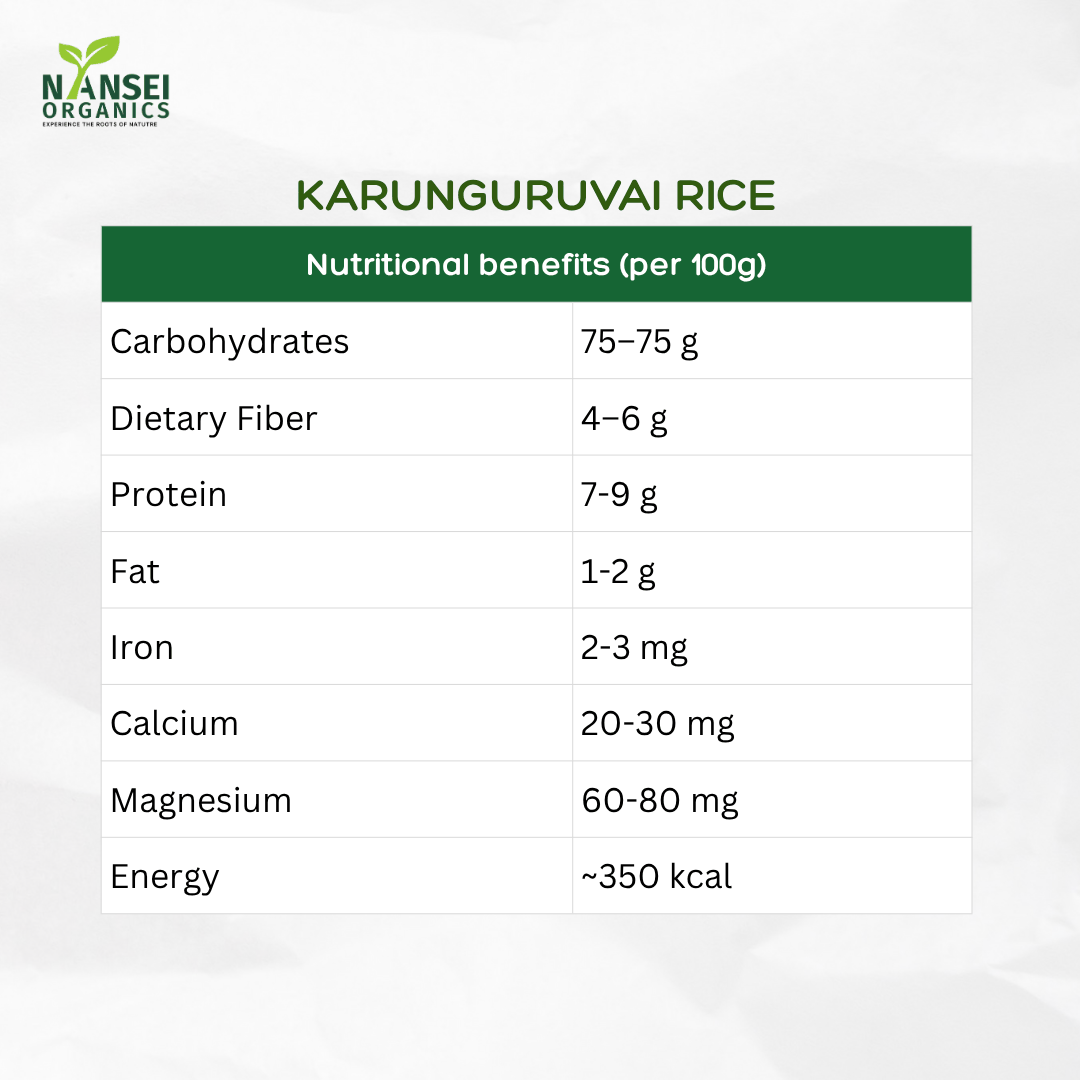 NANSEI
ORGANICS
EXPERIENCE THE ROOTS OF NATUTRE
KARUNGURUVAI RICE
Nutritional benefits (per 100g)
Carbohydrates 75–75 g
Dietary Fiber 4–6 g
Protein 7-9 g
Fat 1-2 g
Iron 2-3 mg
Calcium 20-30 mg
Magnesium 60-80 mg
Energy ~350 kcal